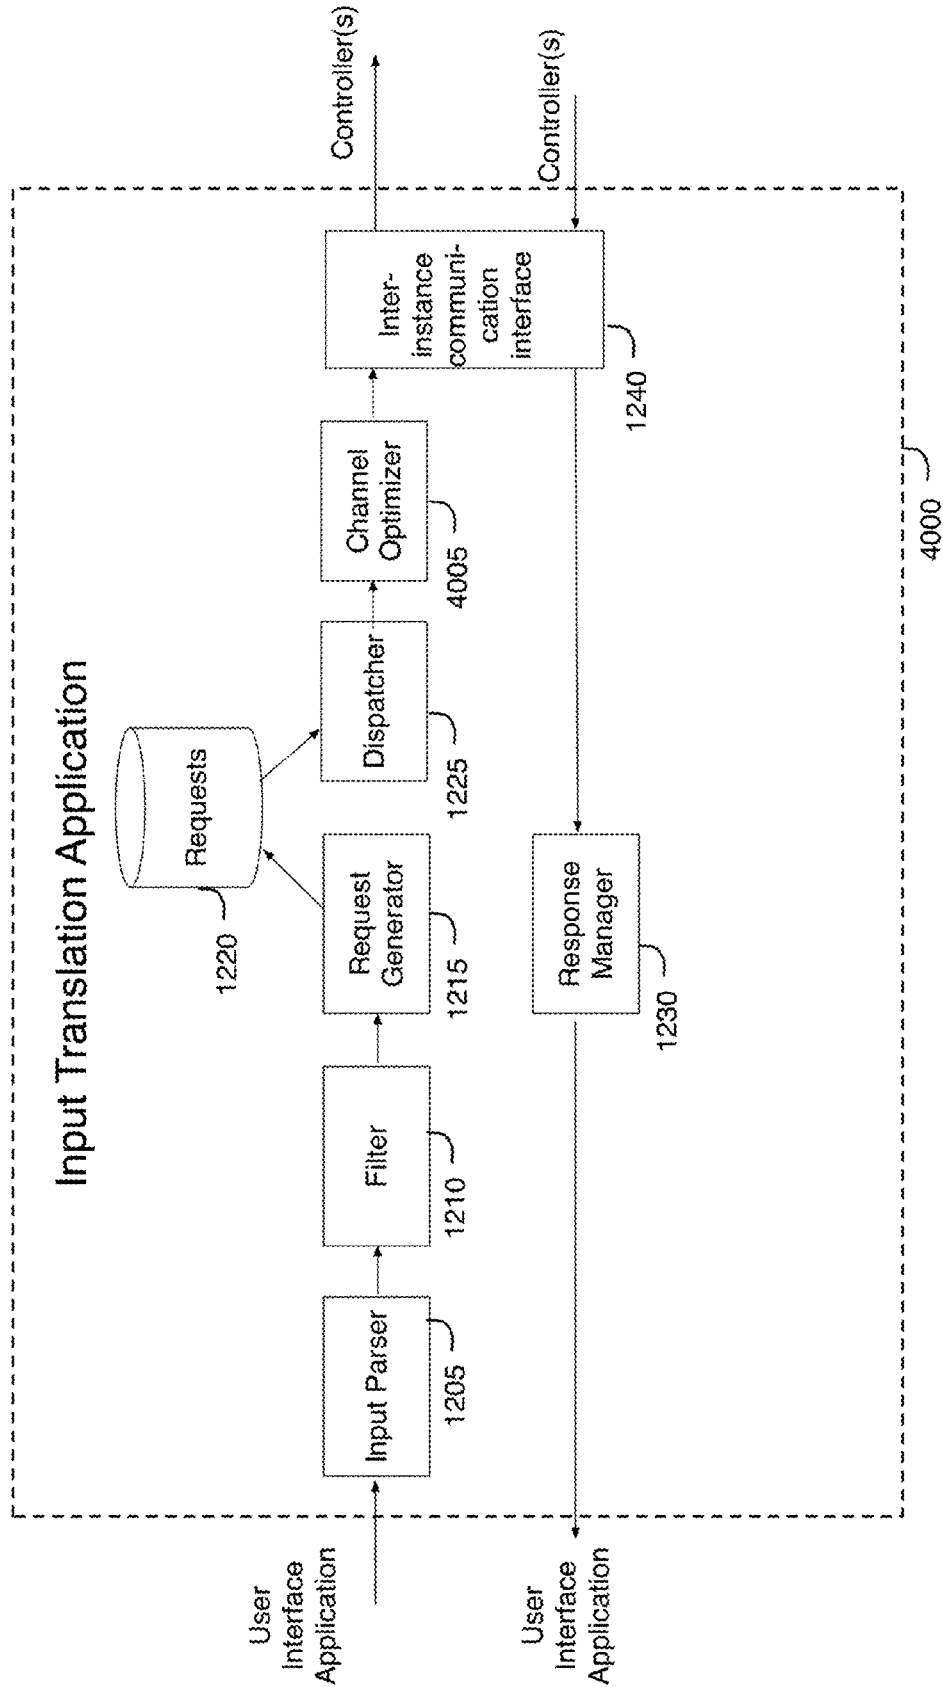 Input Translation Application
Requests
1220
User
Interface
Application
Input Parser
1205
Filter
1210
Request
Generator
1215
Dispatcher
1225
Channel
Optimizer
4005
Inter-
instance
communi-
cation
interface
1240
Controller(s)
User
Interface
Application
Response
Manager
1230
Controller(s)
4000